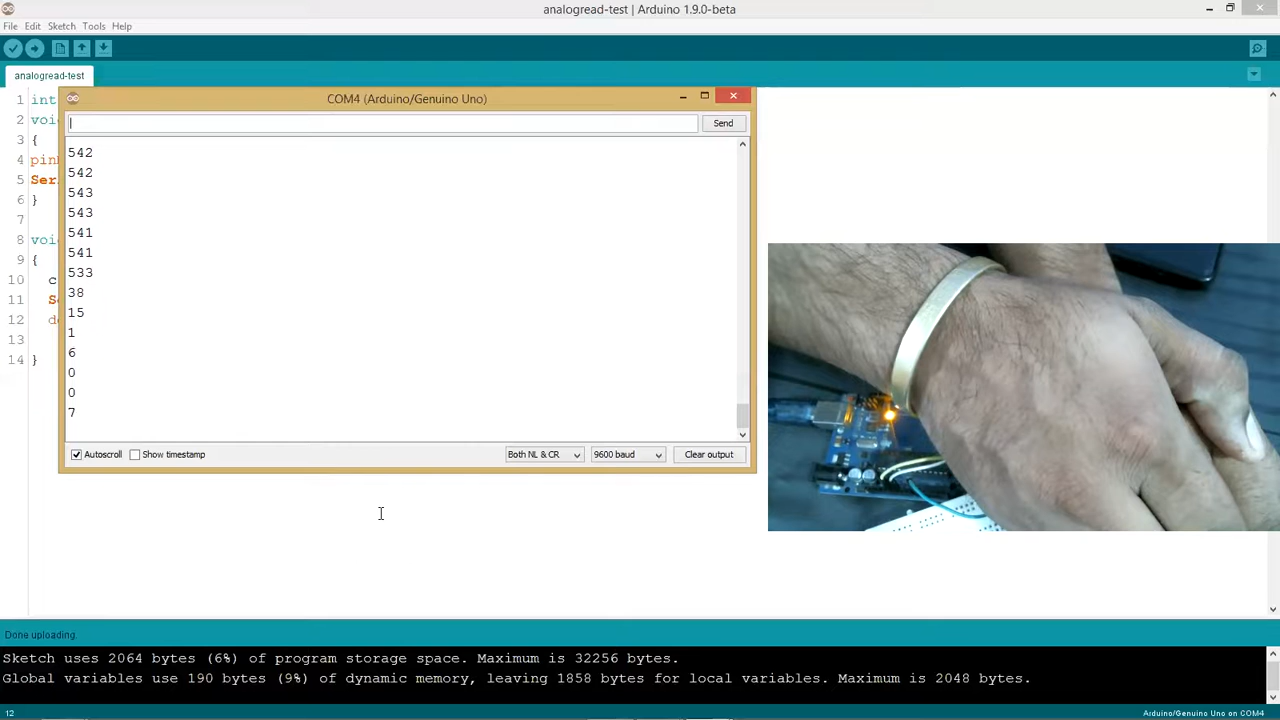 analogread-test | Arduino 1.9.0-beta
File Edit Sketch Tools Help
analogread-test
COM4 (Arduino/Genuino Uno)
Send
1 int
2 voi
3 {
4 pin
5 Ser
6 }
7
8 voi
9 {
10
11
12
13
14 }
542
542
543
543
541
541
533
38
15
1
6
0
0
7
Autoscroll Show timestamp Both NL & CR 9600 baud Clear output
Done uploading.
Sketch uses 2064 bytes (6%) of program storage space. Maximum is 32256 bytes.
Global variables use 190 bytes (9%) of dynamic memory, leaving 1858 bytes for local variables. Maximum is 2048 bytes.
12 Arduino/Genuino Uno on COM4